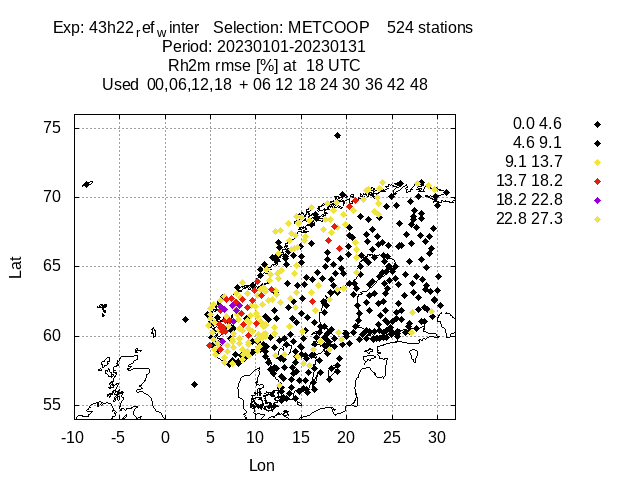 Exp: 43h22ref winter Selection: METCOOP 524 stations
Period: 20230101-20230131
Rh2m rmse [%] at 18 UTC
Used 00,06,12,18 + 06 12 18 24 30 36 42 48
0.0 4.6
4.6 9.1
9.1 13.7
13.7 18.2
18.2 22.8
22.8 27.3
75
70
65
60
55
Lat
-10 -5 0 5 10 15 20 25 30
Lon